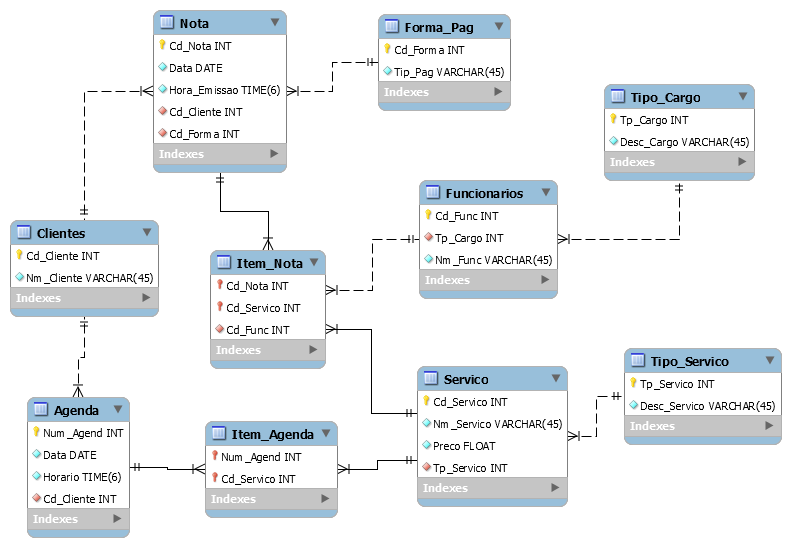 Nota
Cd_Nota INT
Data DATE
Hora_Emissao TIME(6)
Cd_Cliente INT
Cd_Forma INT
Indexes
Forma_Pag
Cd_Forma INT
Tip_Pag VARCHAR(45)
Indexes
Tipo_Cargo
Tp_Cargo INT
Desc_Cargo VARCHAR(45)
Indexes
Funcionarios
Cd_Func INT
Tp_Cargo INT
Nm_Func VARCHAR(45)
Indexes
Clientes
Cd_Cliente INT
Nm_Cliente VARCHAR(45)
Indexes
Item_Nota
Cd_Nota INT
Cd_Servico INT
Cd_Func INT
Indexes
Tipo_Servico
Tp_Servico INT
Desc_Servico VARCHAR(45)
Indexes
Servico
Cd_Servico INT
Nm_Servico VARCHAR(45)
Preco FLOAT
Tp_Servico INT
Indexes
Agenda
Num_Agend INT
Data DATE
Horario TIME(6)
Cd_Cliente INT
Indexes
Item_Agenda
Num_Agend INT
Cd_Servico INT
Indexes